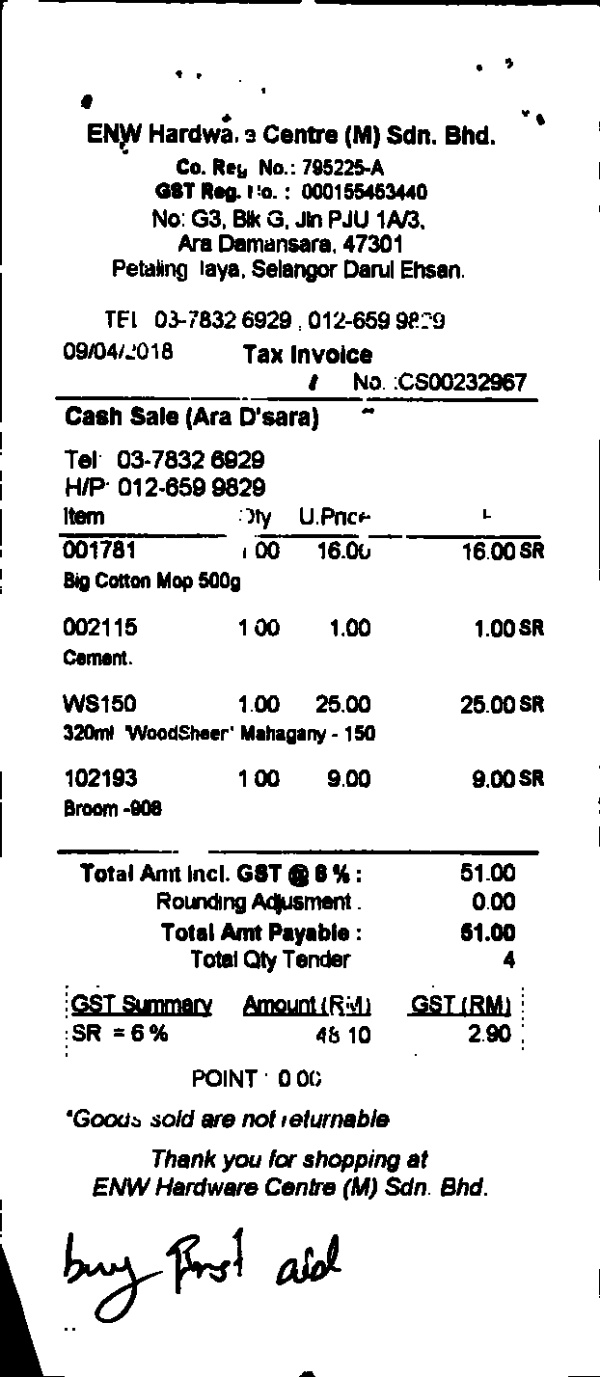 ENW Hardware Centre (M) Sdn. Bhd.
Co. Reg. No.: 795225-A
GST Reg. No. : 000155453440
No: G3, Blk G, Jln PJU 1A/3,
Ara Damansara, 47301
Petaling Jaya, Selangor Darul Ehsan.
TEL 03-7832 6929 , 012-659 9829
09/04/2018 Tax Invoice
No. :CS00232967
Cash Sale (Ara D'sara)
Tel: 03-7832 6929
H/P: 012-659 9829
Item Qty U.Price
001781 1.00 16.00 16.00 SR
Big Cotton Mop 500g
002115 1.00 1.00 1.00 SR
Cement.
WS150 1.00 25.00 25.00 SR
320ml 'WoodSheer' Mahagany - 150
102193 1.00 9.00 9.00 SR
Broom -908
Total Amt Incl. GST @ 6 % : 51.00
Rounding Adjusment : 0.00
Total Amt Payable : 51.00
Total Qty Tender 4
GST Summary Amount (RM) GST (RM)
SR = 6 % 48.10 2.90
POINT : 0.00
*Goods sold are not returnable
Thank you for shopping at
ENW Hardware Centre (M) Sdn. Bhd.
buy first aid